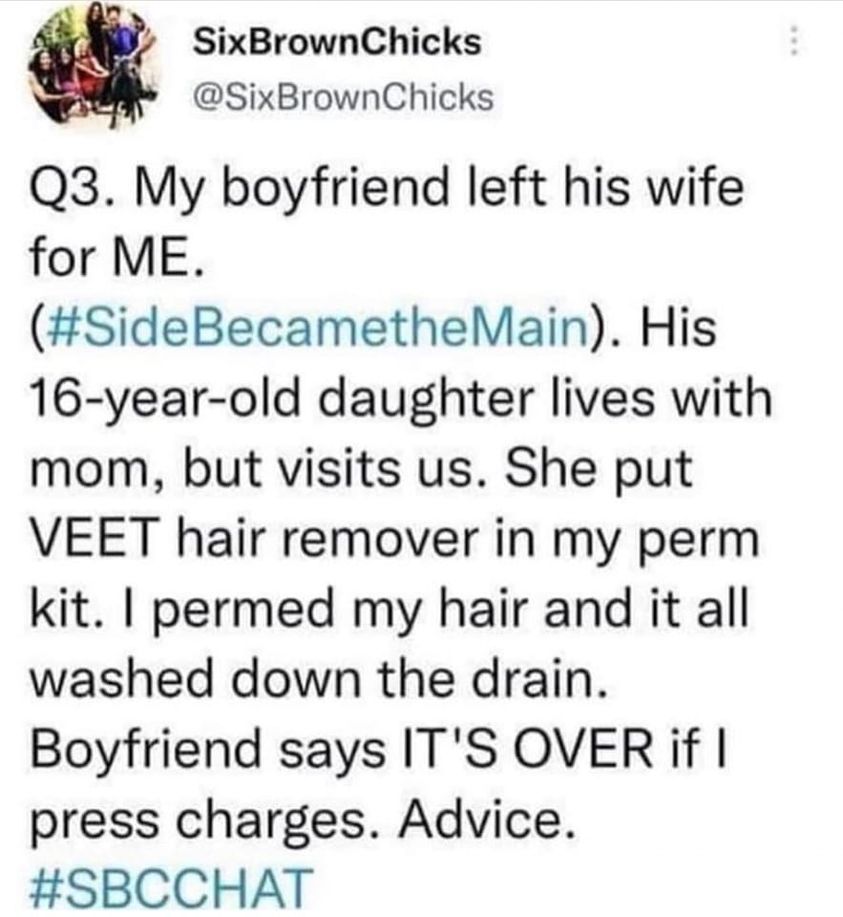 SixBrownChicks
@SixBrownChicks
Q3. My boyfriend left his wife
for ME.
(#SideBecametheMain). His
16-year-old daughter lives with
mom, but visits us. She put
VEET hair remover in my perm
kit. I permed my hair and it all
washed down the drain.
Boyfriend says IT'S OVER if I
press charges. Advice.
#SBCCHAT